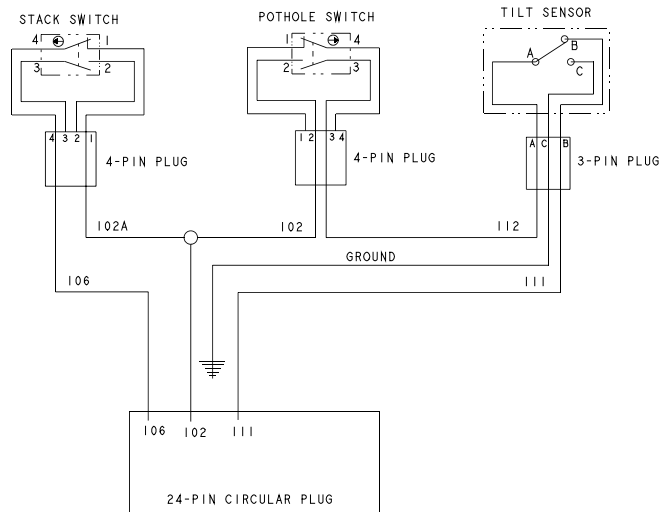 STACK SWITCH
POTHOLE SWITCH
TILT SENSOR
4 1
3 2
1 4
2 3
A B
C
4 3 2 1
4-PIN PLUG
1 2 3 4
4-PIN PLUG
A C B
3-PIN PLUG
102A
102
112
GROUND
106
111
106 102 111
24-PIN CIRCULAR PLUG